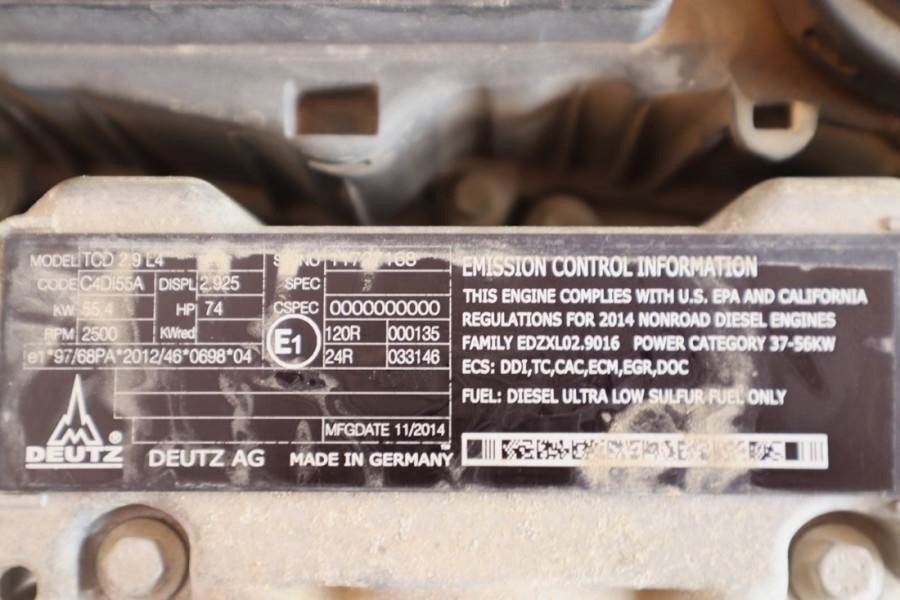 MODEL TCD 2.9 L4
CODE C4DI55A DISPL 2.925 SPEC
KW 55.4 HP 74 CSPEC 0000000000
RPM 2500 KWred E1 120R 000135
e1*97/68PA*2012/46*0698*04 24R 033146
MFGDATE 11/2014
DEUTZ® DEUTZ AG MADE IN GERMANY
EMISSION CONTROL INFORMATION
THIS ENGINE COMPLIES WITH U.S. EPA AND CALIFORNIA
REGULATIONS FOR 2014 NONROAD DIESEL ENGINES
FAMILY EDZXL02.9016 POWER CATEGORY 37-56KW
ECS: DDI,TC,CAC,ECM,EGR,DOC
FUEL: DIESEL ULTRA LOW SULFUR FUEL ONLY